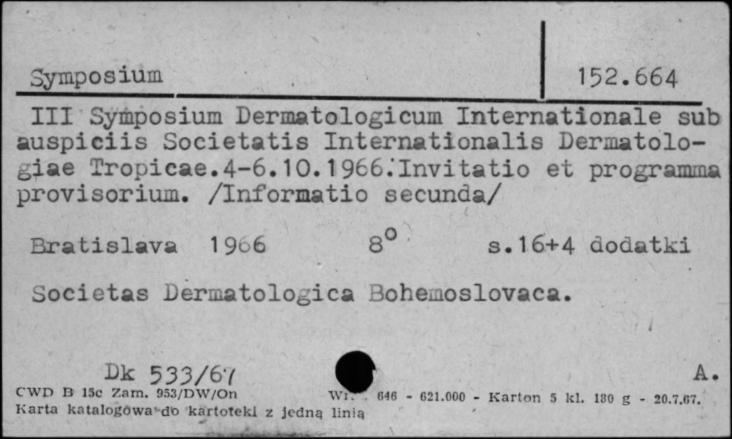 Symposium 152.664
III Symposium Dermatologicum Internationale sub
auspiciis Societatis Internationalis Dermatolo-
giae Tropicae.4-6.10.1966.Invitatio et programma
provisorium. /Informatio secunda/
Bratislava 1966 8° s.16+4 dodatki
Societas Dermatologica Bohemoslovaca.
Dk 533/67 A.
CWD B 15c Zam. 953/DW/On 646 - 621.000 - Karton 5 kl. 180 g - 20.7.67.
Karta katalogowa do kartoteki z jedną linią